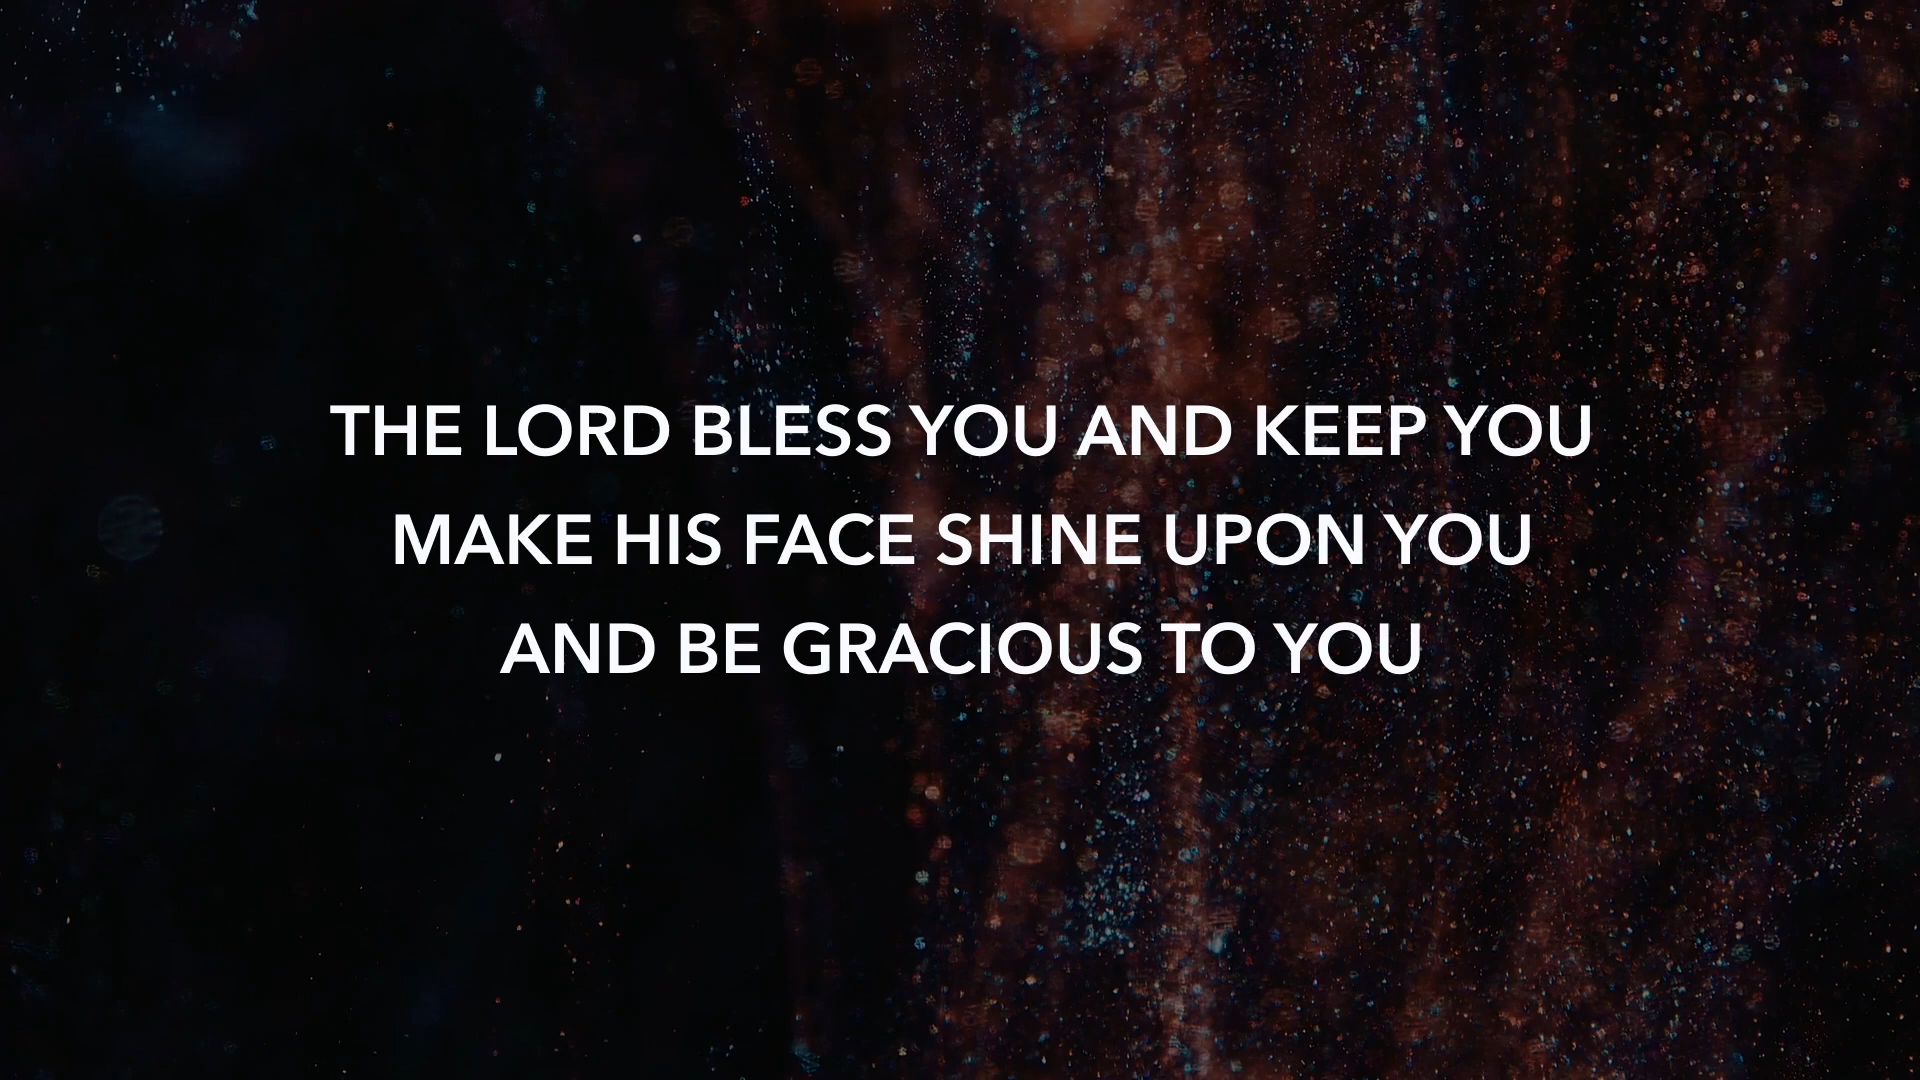 THE LORD BLESS YOU AND KEEP YOU
MAKE HIS FACE SHINE UPON YOU
AND BE GRACIOUS TO YOU